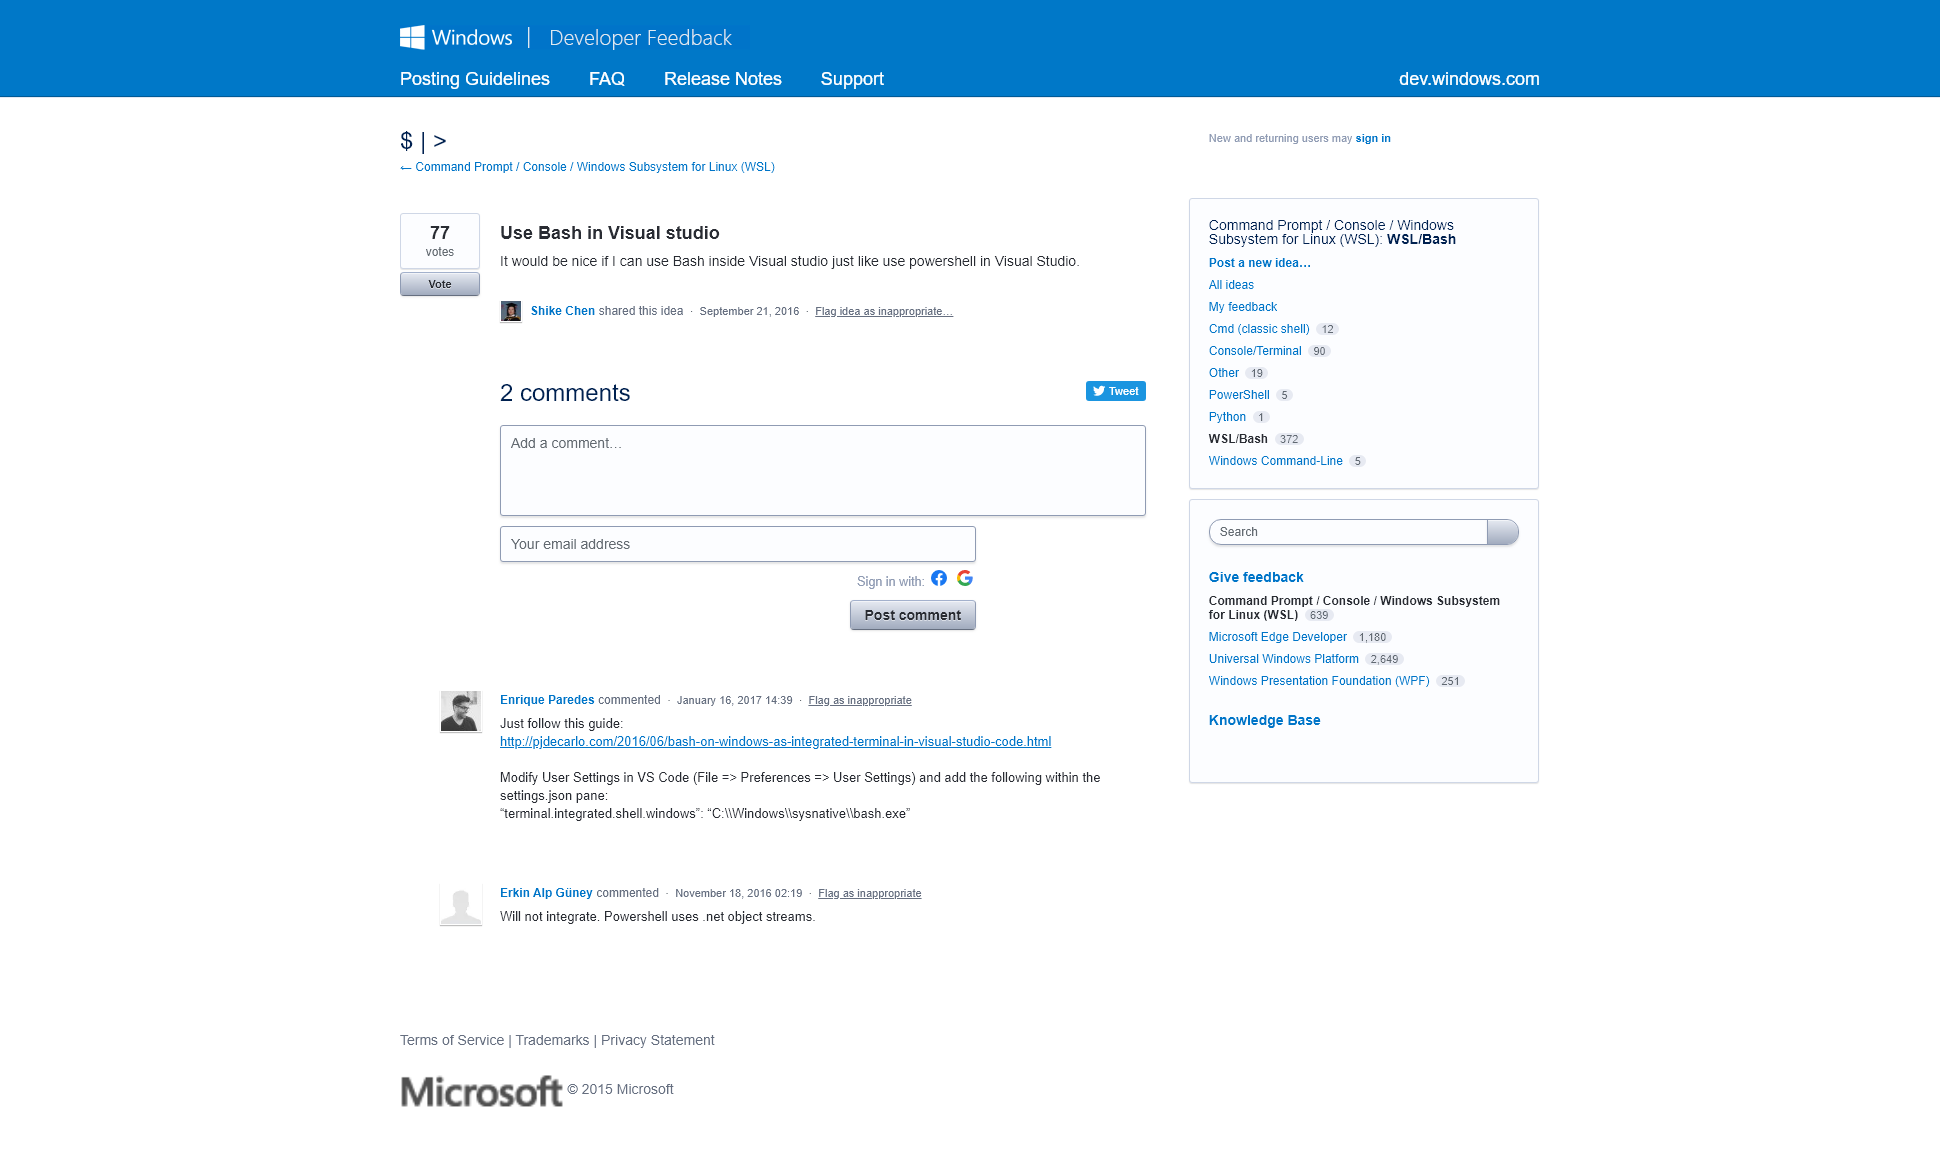 Windows | Developer Feedback
Posting Guidelines FAQ Release Notes Support dev.windows.com
$ | >
← Command Prompt / Console / Windows Subsystem for Linux (WSL)
77
votes
Vote
Use Bash in Visual studio
It would be nice if I can use Bash inside Visual studio just like use powershell in Visual Studio.
Shike Chen shared this idea · September 21, 2016 · Flag idea as inappropriate…
2 comments
Tweet
Add a comment…
Your email address
Sign in with:
Post comment
Enrique Paredes commented · January 16, 2017 14:39 · Flag as inappropriate
Just follow this guide:
http://pjdecarlo.com/2016/06/bash-on-windows-as-integrated-terminal-in-visual-studio-code.html
Modify User Settings in VS Code (File => Preferences => User Settings) and add the following within the
settings.json pane:
“terminal.integrated.shell.windows”: “C:\\Windows\\sysnative\\bash.exe”
Erkin Alp Güney commented · November 18, 2016 02:19 · Flag as inappropriate
Will not integrate. Powershell uses .net object streams.
New and returning users may sign in
Command Prompt / Console / Windows
Subsystem for Linux (WSL): WSL/Bash
Post a new idea…
All ideas
My feedback
Cmd (classic shell) 12
Console/Terminal 90
Other 19
PowerShell 5
Python 1
WSL/Bash 372
Windows Command-Line 5
Search
Give feedback
Command Prompt / Console / Windows Subsystem
for Linux (WSL) 639
Microsoft Edge Developer 1,180
Universal Windows Platform 2,649
Windows Presentation Foundation (WPF) 251
Knowledge Base
Terms of Service | Trademarks | Privacy Statement
Microsoft © 2015 Microsoft